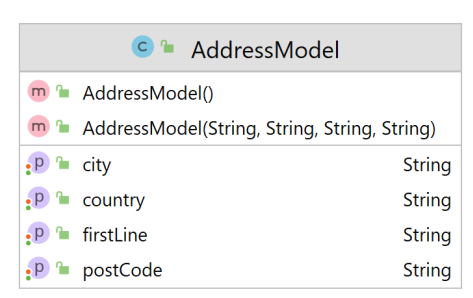 C AddressModel
m AddressModel()
m AddressModel(String, String, String, String)
p city String
p country String
p firstLine String
p postCode String